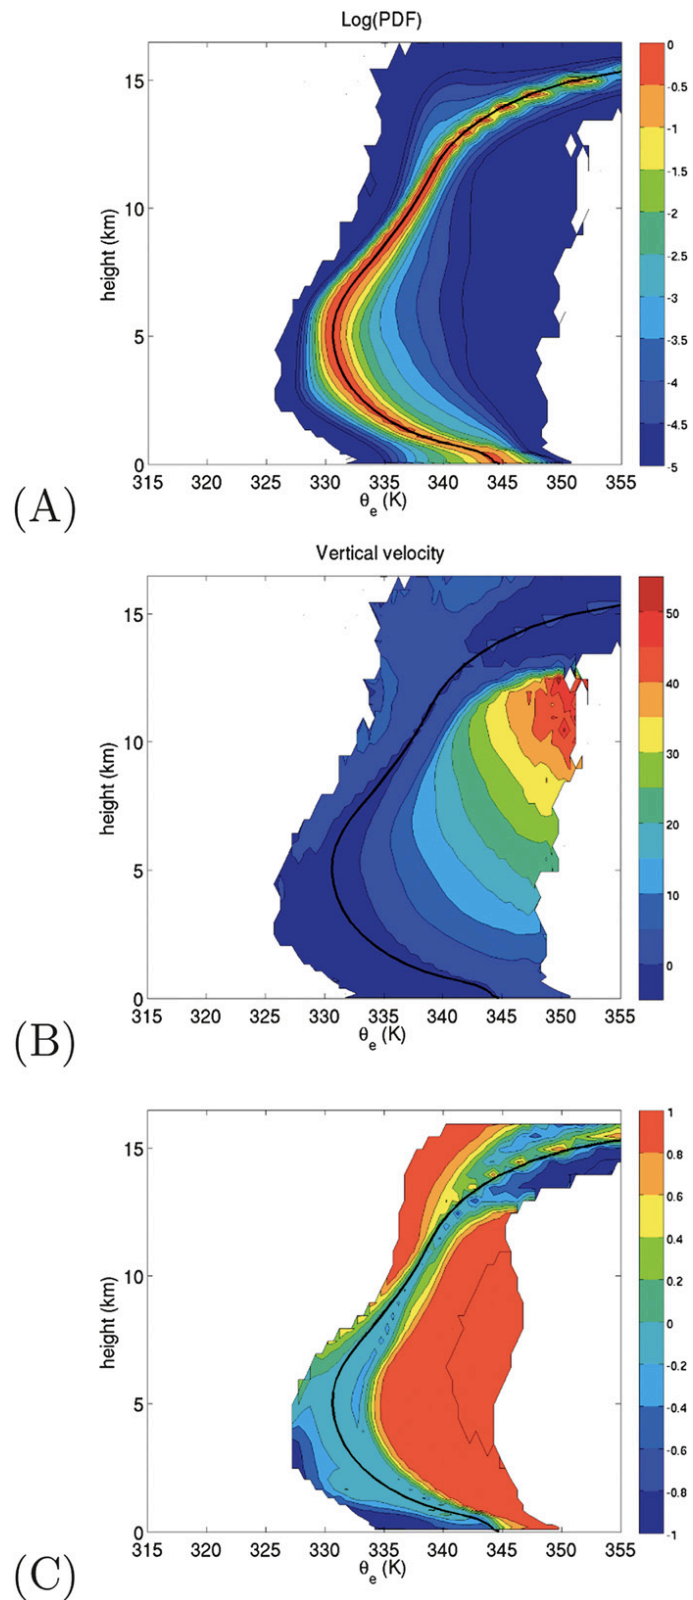 Log(PDF)
height (km)
15
10
5
0
315 320 325 330 335 340 345 350 355
θe (K)
0
-0.5
-1
-1.5
-2
-2.5
-3
-3.5
-4
-4.5
-5
(A)
Vertical velocity
height (km)
15
10
5
0
315 320 325 330 335 340 345 350 355
θe (K)
50
40
30
20
10
0
(B)
height (km)
15
10
5
0
315 320 325 330 335 340 345 350 355
θe (K)
1
0.8
0.6
0.4
0.2
0
-0.2
-0.4
-0.6
-0.8
-1
(C)